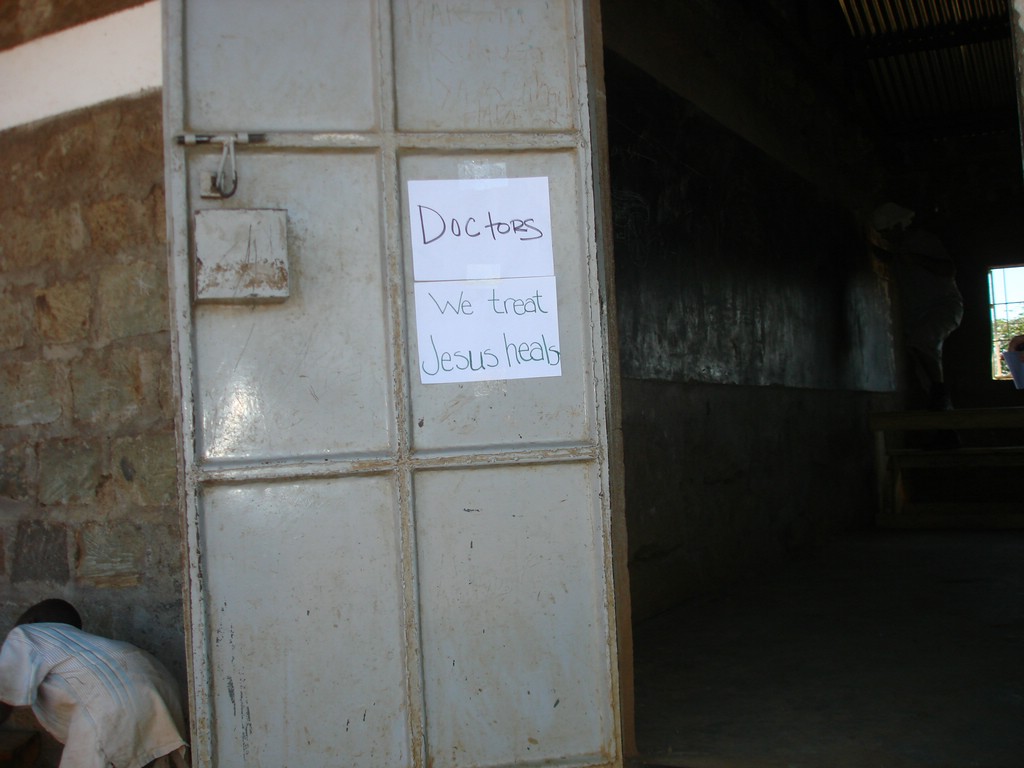 Doctors
We treat
Jesus heals